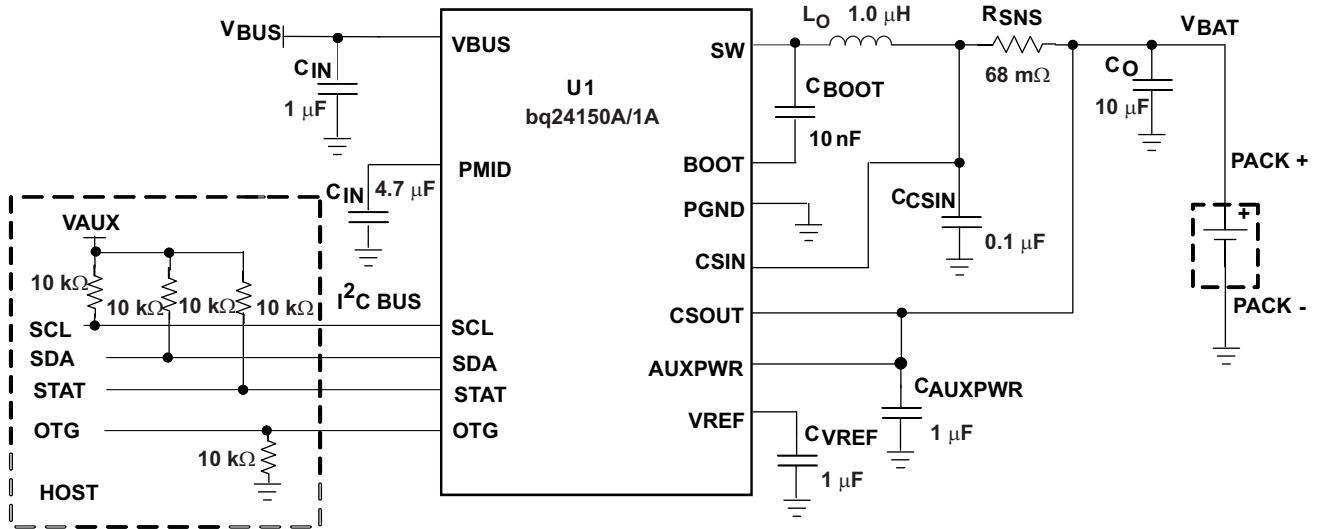 VBUS
CIN
1 μF
VBUS
U1
bq24150A/1A
SW
LO 1.0 μH
RSNS
68 mΩ
VBAT
CO
10 μF
CBOOT
10 nF
BOOT
PMID
CIN 4.7 μF
PGND
CCSIN
0.1 μF
CSIN
PACK +
+
PACK -
VAUX
10 kΩ
10 kΩ
10 kΩ
10 kΩ
I2C BUS
SCL
SCL
SDA
SDA
STAT
STAT
OTG
OTG
10 kΩ
HOST
CSOUT
AUXPWR
CAUXPWR
1 μF
VREF
CVREF
1 μF